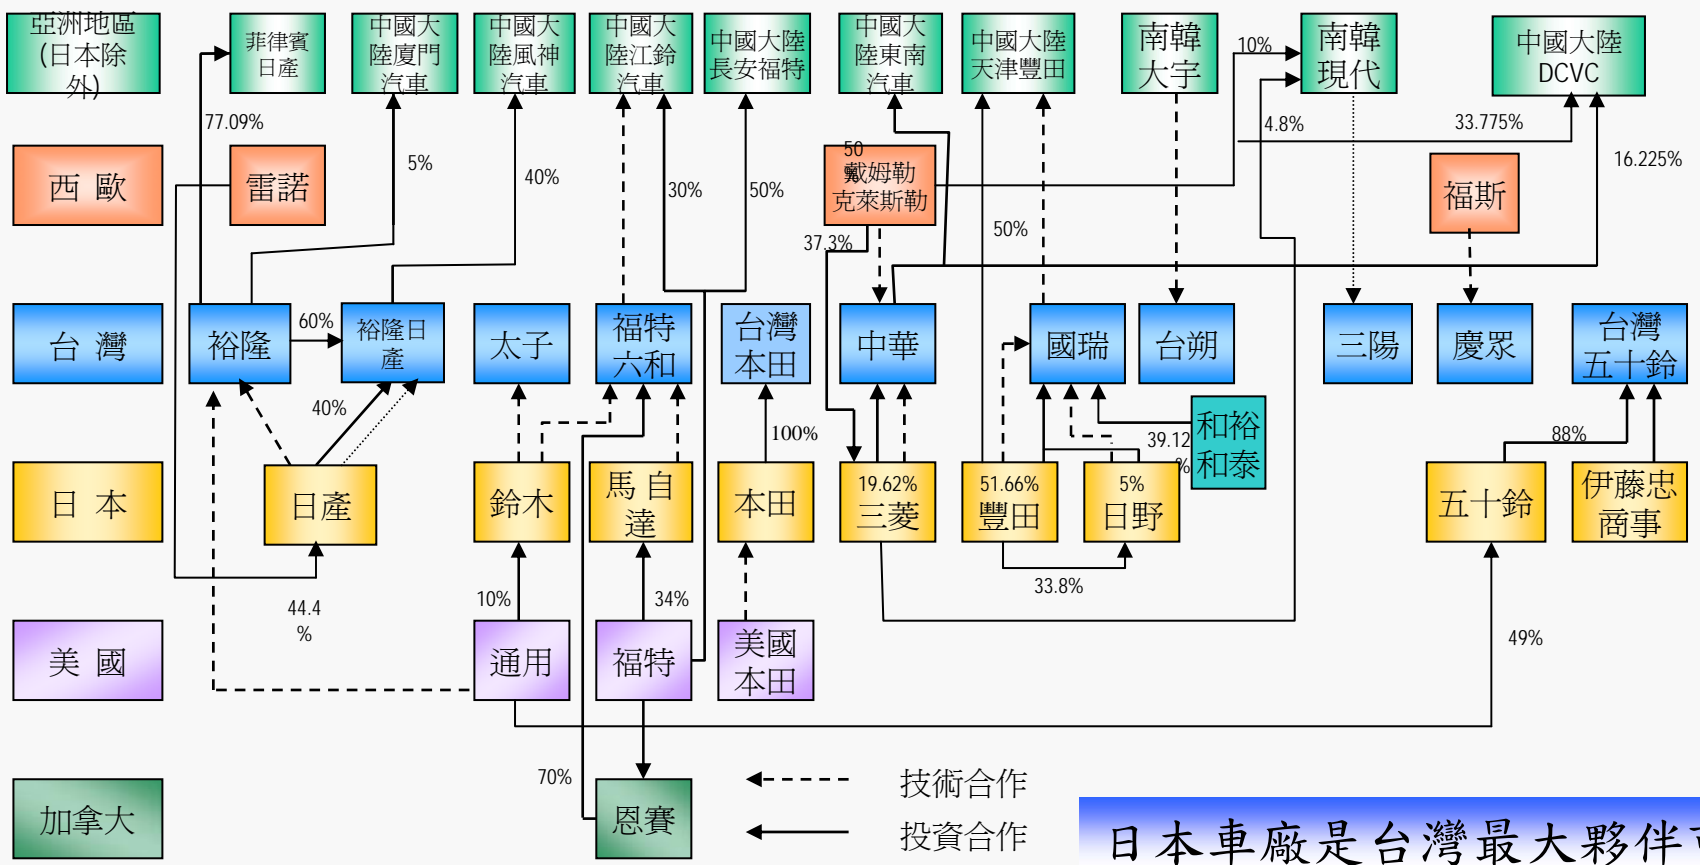 亞洲地區
(日本除
外)
菲律賓
日產
中國大
陸廈門
汽車
中國大
陸風神
汽車
中國大
陸江鈴
汽車
中國大陸
長安福特
中國大
陸東南
汽車
中國大陸
天津豐田
南韓
大宇
南韓
現代
中國大陸
DCVC
10%
77.09%
5%
40%
30%
50%
50
%
4.8%
33.775%
16.225%
西 歐
雷諾
戴姆勒
克萊斯勒
福斯
37.3%
50%
台 灣
裕隆
60%
裕隆日
產
太子
福特
六和
台灣
本田
中華
國瑞
台朔
三陽
慶眾
台灣
五十鈴
40%
100%
39.12
%
和裕
和泰
88%
日 本
日產
鈴木
馬 自
達
本田
19.62%
三菱
51.66%
豐田
5%
日野
五十鈴
伊藤忠
商事
44.4
%
10%
34%
33.8%
49%
美 國
通用
福特
美國
本田
70%
加拿大
恩賽
技術合作
投資合作
日本車廠是台灣最大夥伴